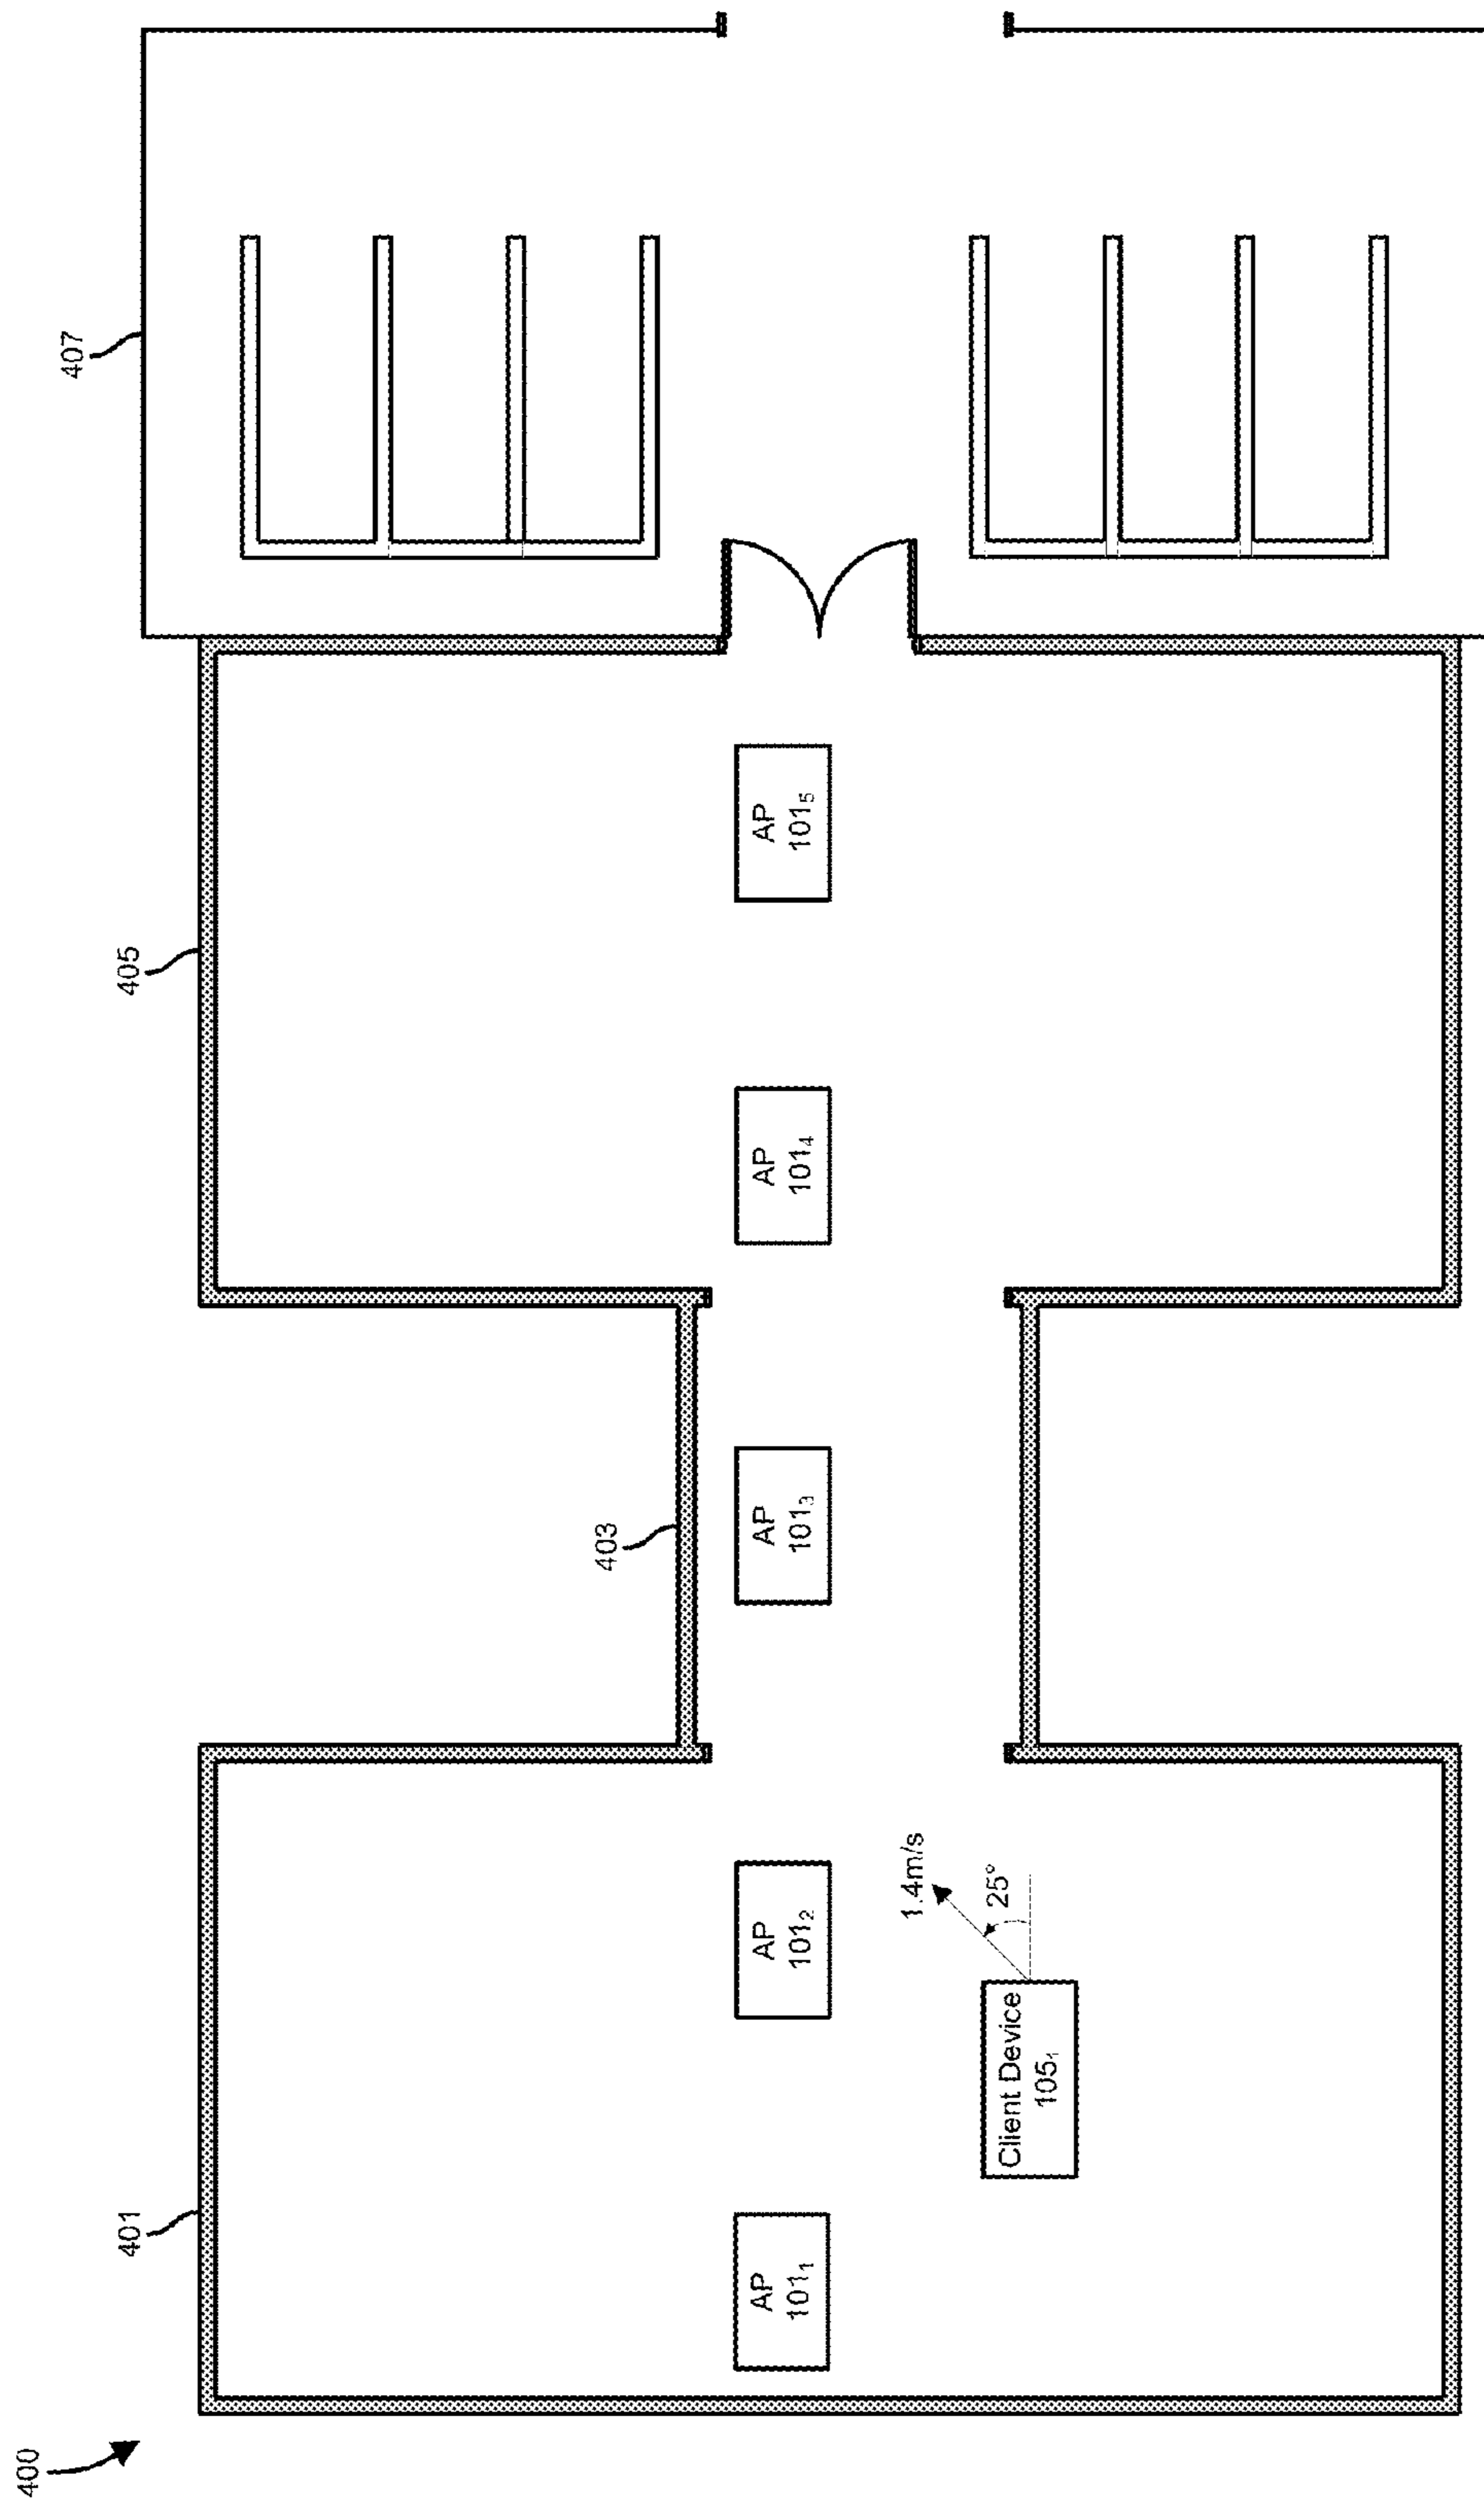 400
401
403
405
407
AP
101₁
AP
101₂
AP
101₃
AP
101₄
AP
101₅
Client Device
105₁
1.4m/s
25°